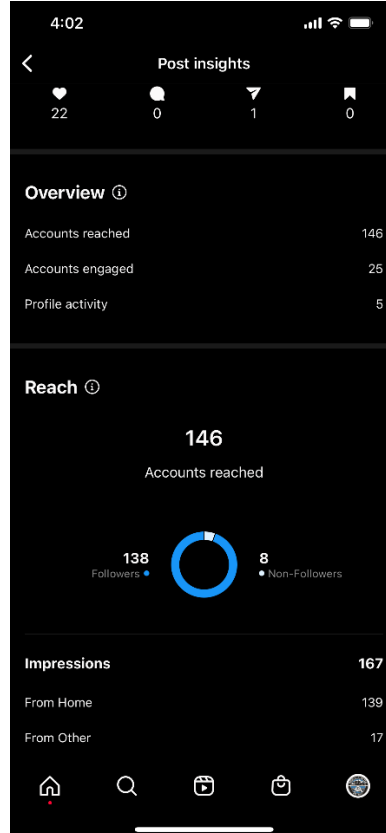 4:02
Post insights
22 0 1 0
Overview
Accounts reached 146
Accounts engaged 25
Profile activity 5
Reach
146
Accounts reached
138 8
Followers Non-Followers
Impressions 167
From Home 139
From Other 17